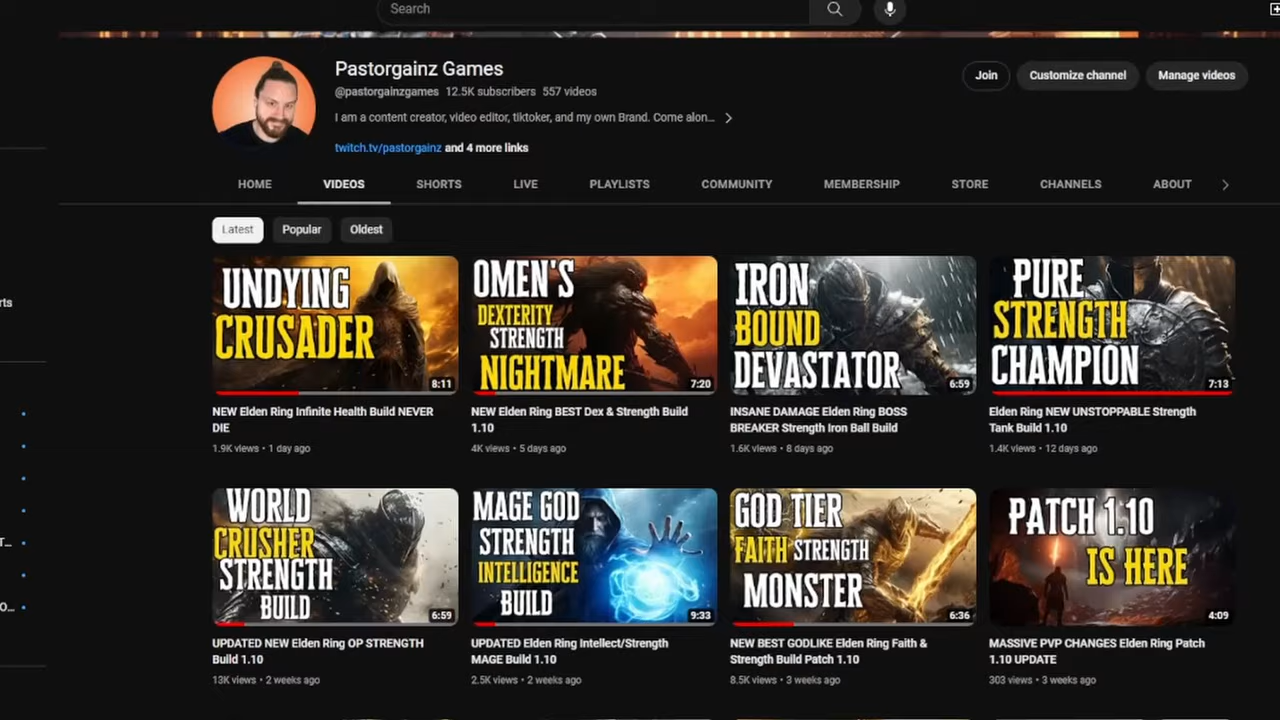 Search
Pastorgainz Games
@pastorgainzgames 12.5K subscribers 557 videos
Join
Customize channel
Manage videos
I am a content creator, video editor, tiktoker, and my own Brand. Come alon...
twitch.tv/pastorgainz and 4 more links
HOME VIDEOS SHORTS LIVE PLAYLISTS COMMUNITY MEMBERSHIP STORE CHANNELS ABOUT
Latest Popular Oldest
UNDYING
CRUSADER
8:11
NEW Elden Ring Infinite Health Build NEVER
DIE
1.9K views • 1 day ago
OMEN'S
DEXTERITY
STRENGTH
NIGHTMARE
7:20
NEW Elden Ring BEST Dex & Strength Build
1.10
4K views • 5 days ago
IRON
BOUND
DEVASTATOR
6:59
INSANE DAMAGE Elden Ring BOSS
BREAKER Strength Iron Ball Build
1.6K views • 8 days ago
PURE
STRENGTH
CHAMPION
7:13
Elden Ring NEW UNSTOPPABLE Strength
Tank Build 1.10
1.4K views • 12 days ago
rts
WORLD
CRUSHER
STRENGTH
BUILD
6:59
UPDATED NEW Elden Ring OP STRENGTH
Build 1.10
13K views • 2 weeks ago
MAGE GOD
STRENGTH
INTELLIGENCE
BUILD
9:33
UPDATED Elden Ring Intellect/Strength
MAGE Build 1.10
2.5K views • 2 weeks ago
GOD TIER
FAITH STRENGTH
MONSTER
6:36
NEW BEST GODLIKE Elden Ring Faith &
Strength Build Patch 1.10
8.5K views • 3 weeks ago
PATCH 1.10
IS HERE
4:09
MASSIVE PVP CHANGES Elden Ring Patch
1.10 UPDATE
303 views • 3 weeks ago
T...
O...